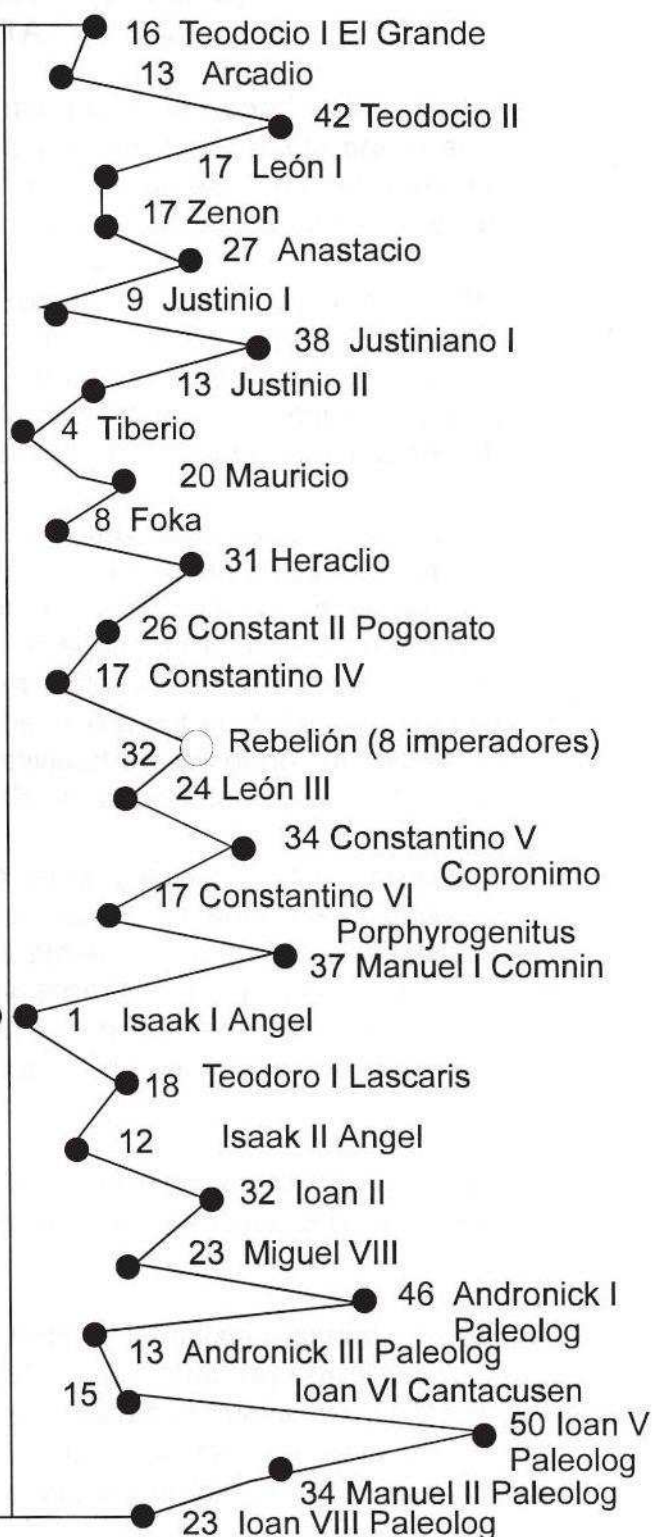 16 Teodocio I El Grande
13 Arcadio
42 Teodocio II
17 León I
17 Zenon
27 Anastacio
9 Justinio I
38 Justiniano I
13 Justinio II
4 Tiberio
20 Mauricio
8 Foka
31 Heraclio
26 Constant II Pogonato
17 Constantino IV
32 Rebelión (8 imperadores)
24 León III
34 Constantino V
Copronimo
17 Constantino VI
Porphyrogenitus
37 Manuel I Comnin
1 Isaak I Angel
18 Teodoro I Lascaris
12 Isaak II Angel
32 Ioan II
23 Miguel VIII
46 Andronick I
Paleolog
13 Andronick III Paleolog
15 Ioan VI Cantacusen
50 Ioan V
Paleolog
34 Manuel II Paleolog
23 Ioan VIII Paleolog